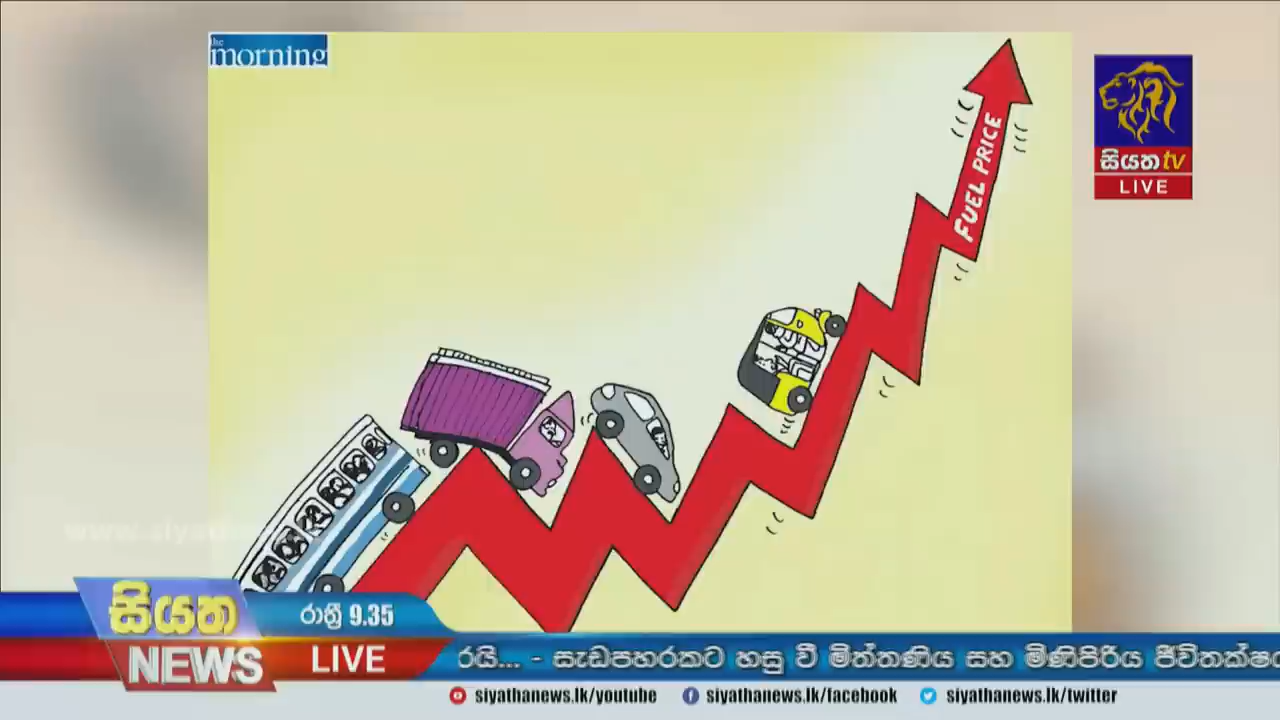 the
morning
FUEL PRICE
සියත tv
LIVE
සියත
NEWS
රාත්‍රී 9.35
LIVE
රයි... - සැඩපහරකට හසු වී මිත්තණිය සහ මිණිපිරිය ජීවිතක්ෂ
siyathanews.lk/youtube
siyathanews.lk/facebook
siyathanews.lk/twitter